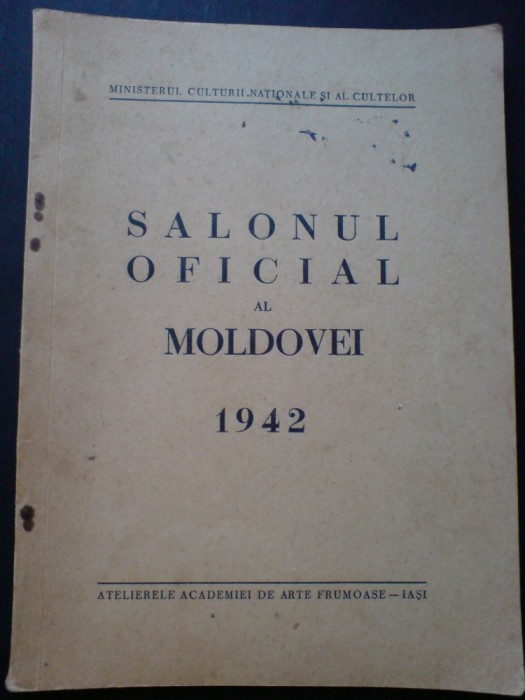 MINISTERUL CULTURII NAȚIONALE ȘI AL CULTELOR
SALONUL
OFICIAL
AL
MOLDOVEI
1942
ATELIERELE ACADEMIEI DE ARTE FRUMOASE — IAȘI